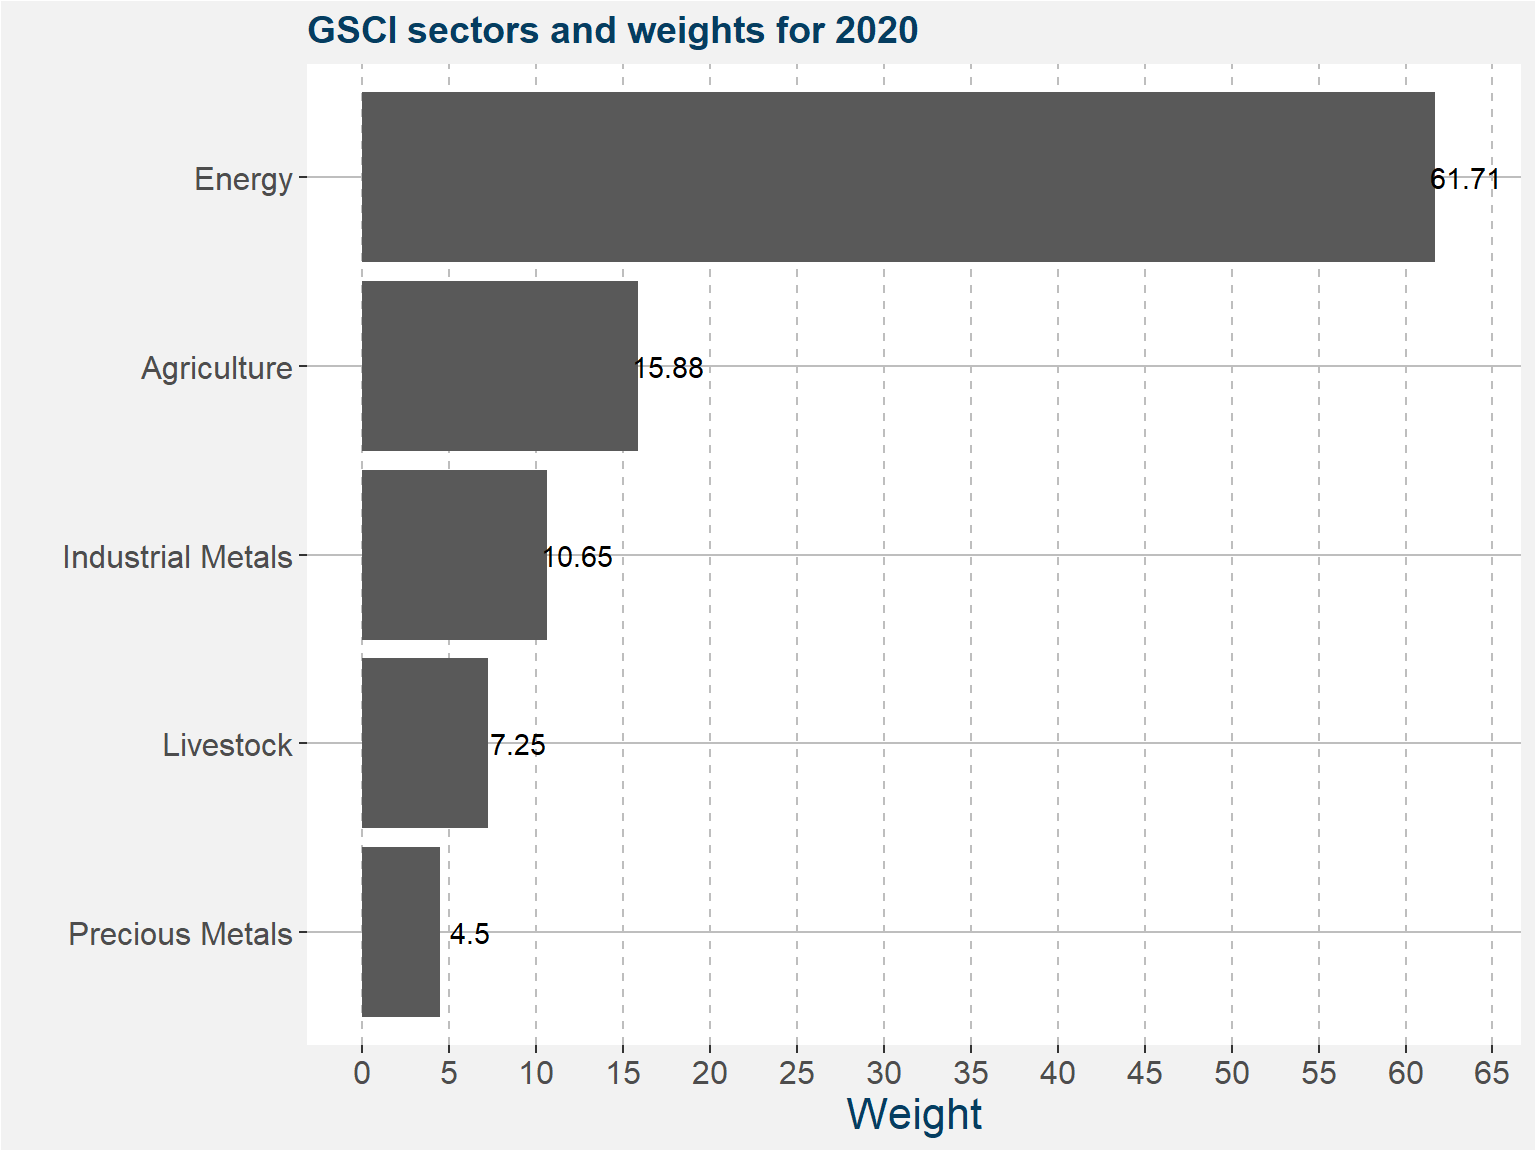 GSCI sectors and weights for 2020
Energy
61.71
Agriculture
15.88
Industrial Metals
10.65
Livestock
7.25
Precious Metals
4.5
0 5 10 15 20 25 30 35 40 45 50 55 60 65
Weight